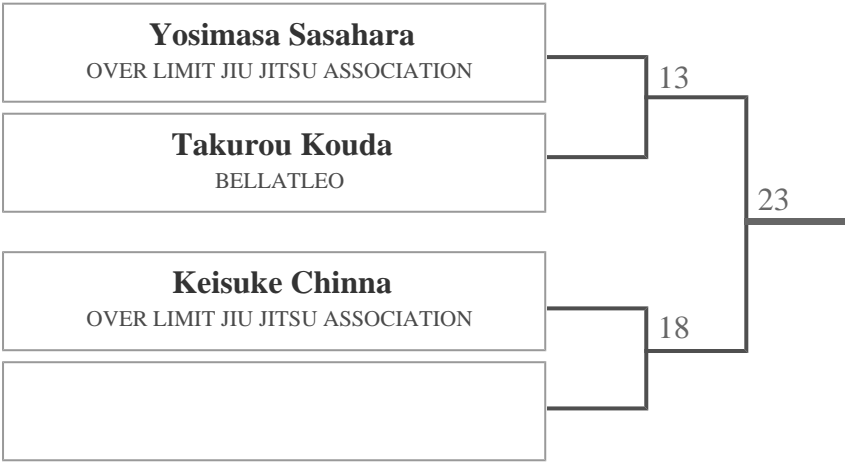 Yosimasa Sasahara
OVER LIMIT JIU JITSU ASSOCIATION
13
Takurou Kouda
BELLATLEO
23
Keisuke Chinna
OVER LIMIT JIU JITSU ASSOCIATION
18